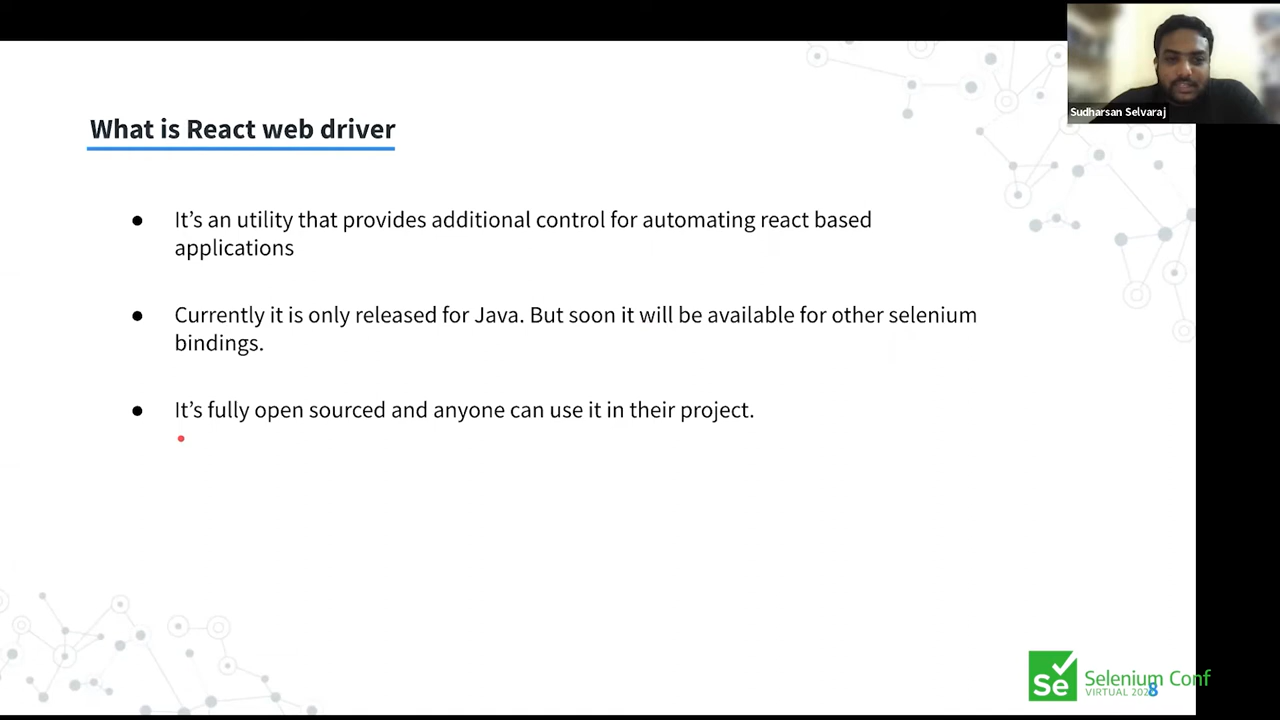 Sudharsan Selvaraj
What is React web driver
● It’s an utility that provides additional control for automating react based
applications
● Currently it is only released for Java. But soon it will be available for other selenium
bindings.
● It’s fully open sourced and anyone can use it in their project.
Se Selenium Conf
VIRTUAL
8